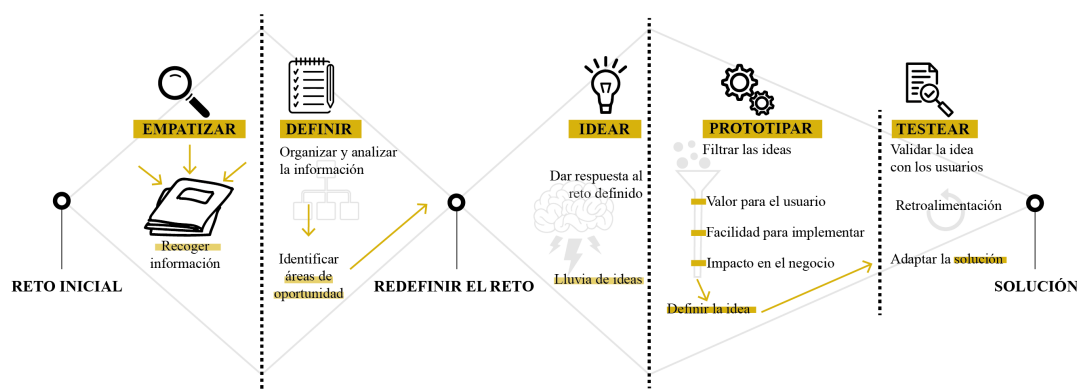 RETO INICIAL
EMPATIZAR
Recoger
información
DEFINIR
Organizar y analizar
la información
Identificar
áreas de
oportunidad
REDEFINIR EL RETO
IDEAR
Dar respuesta al
reto definido
Lluvia de ideas
PROTOTIPAR
Filtrar las ideas
Valor para el usuario
Facilidad para implementar
Impacto en el negocio
Definir la idea
TESTEAR
Validar la idea
con los usuarios
Retroalimentación
Adaptar la solución
SOLUCIÓN